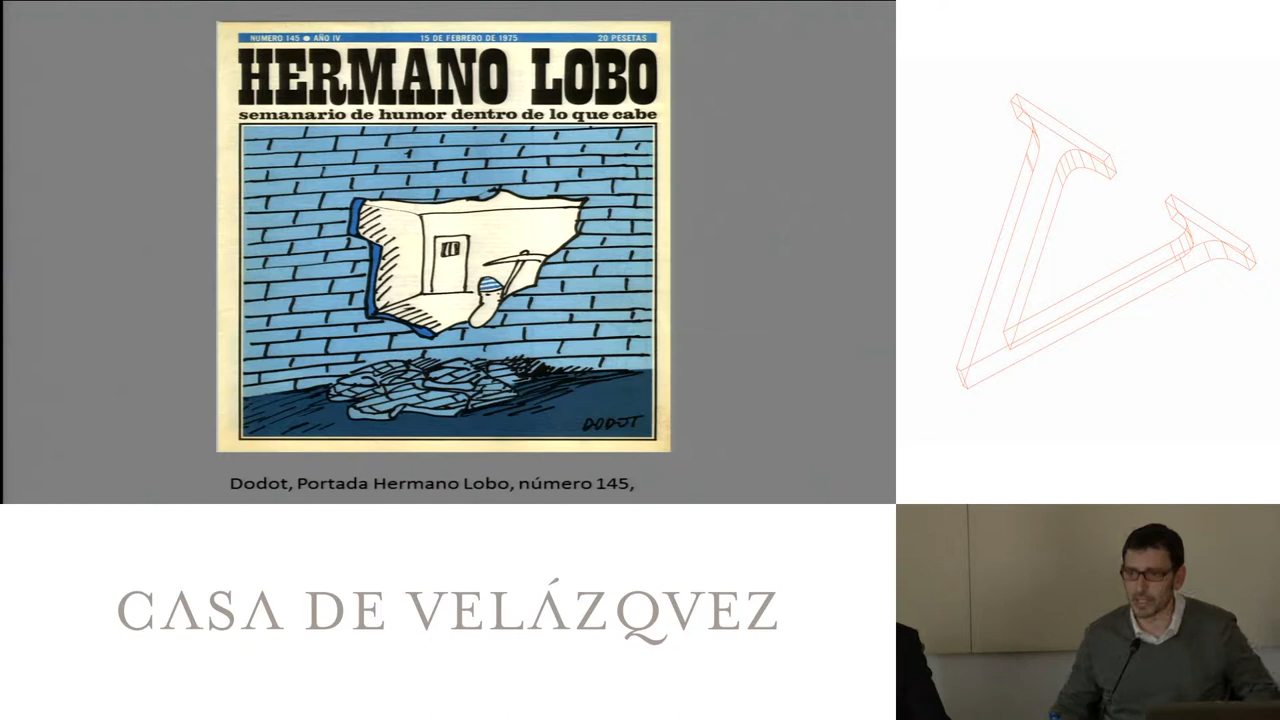 NUMERO 145 ● AÑO IV 15 DE FEBRERO DE 1975 20 PESETAS
HERMANO LOBO
semanario de humor dentro de lo que cabe
DODOT
Dodot, Portada Hermano Lobo, número 145,
CASA DE VELÁZQVEZ